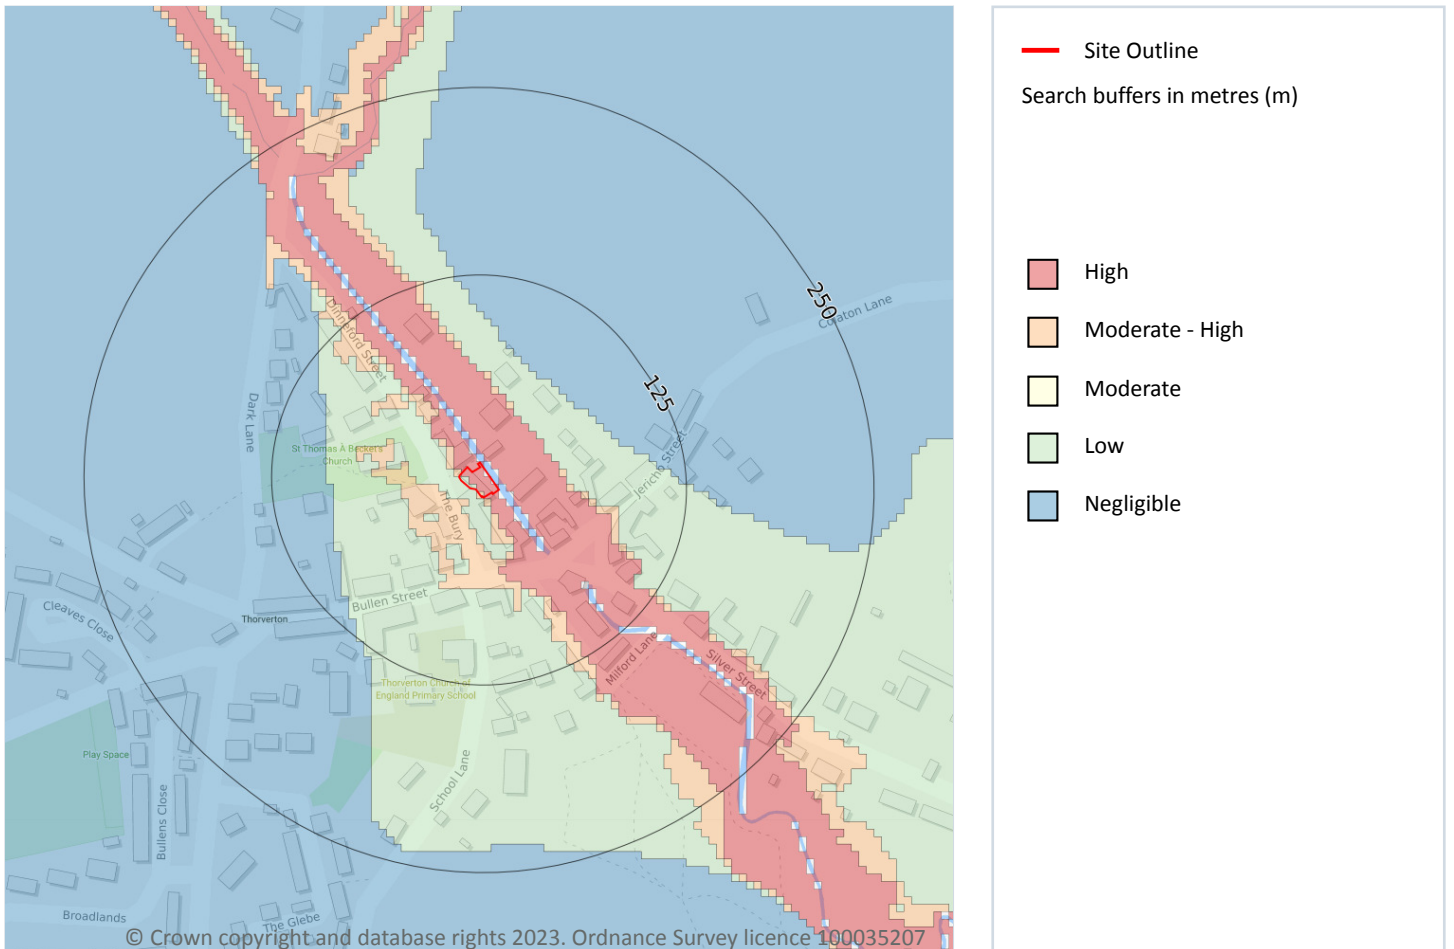 250
Colaton Lane
Dinneford Street
125
Dark Lane
St Thomas À Becket's
Church
Jericho Street
The Bury
Bullen Street
Cleaves Close
Thorverton
Milford Lane
Silver Street
Thorverton Church of
England Primary School
Play Space
School Lane
Bullens Close
Broadlands
The Glebe
© Crown copyright and database rights 2023. Ordnance Survey licence 100035207
Site Outline
Search buffers in metres (m)
High
Moderate - High
Moderate
Low
Negligible